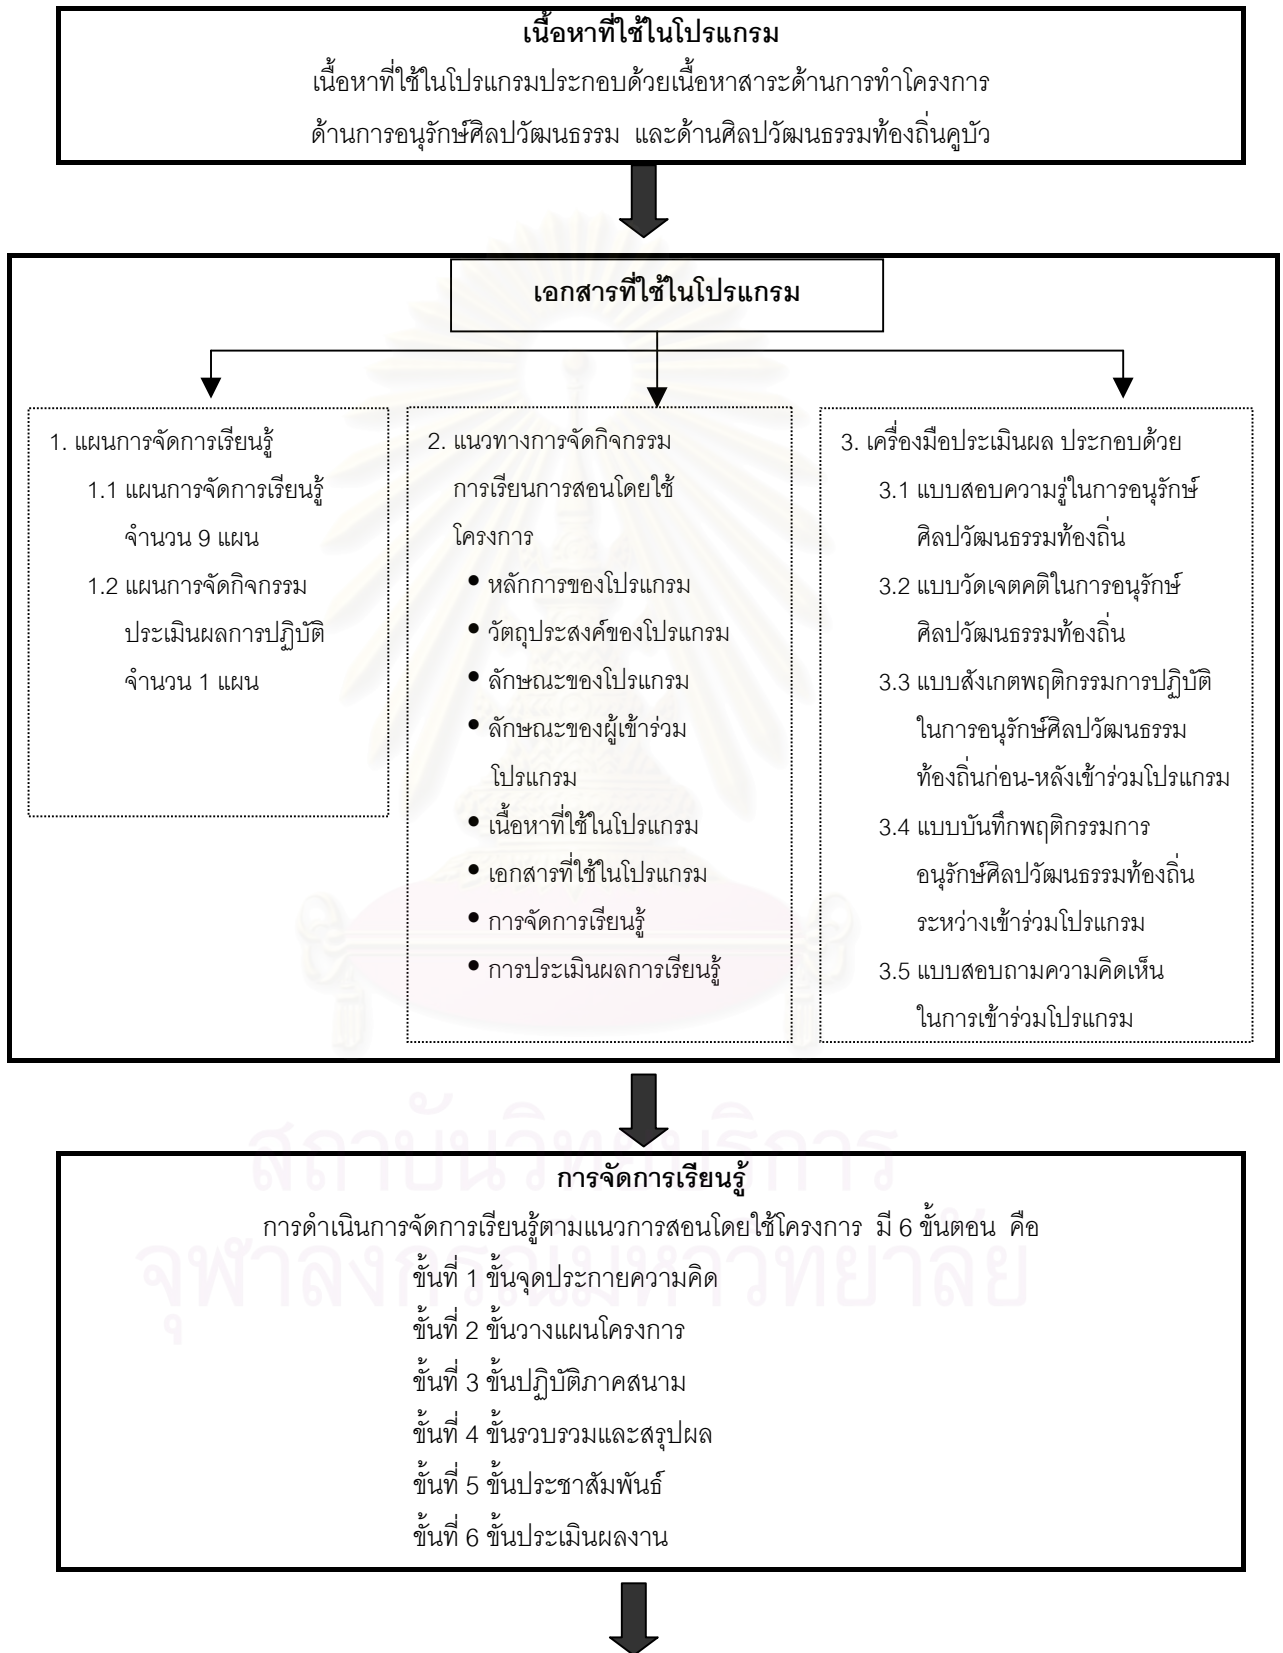 เนื้อหาที่ใช้ในโปรแกรม
เนื้อหาที่ใช้ในโปรแกรมประกอบด้วยเนื้อหาสาระด้านการทำโครงการ
ด้านการอนุรักษ์ศิลปวัฒนธรรม และด้านศิลปวัฒนธรรมท้องถิ่นคูบัว
เอกสารที่ใช้ในโปรแกรม
1. แผนการจัดการเรียนรู้
1.1 แผนการจัดการเรียนรู้
จำนวน 9 แผน
1.2 แผนการจัดกิจกรรม
ประเมินผลการปฏิบัติ
จำนวน 1 แผน
2. แนวทางการจัดกิจกรรม
การเรียนการสอนโดยใช้
โครงการ
• หลักการของโปรแกรม
• วัตถุประสงค์ของโปรแกรม
• ลักษณะของโปรแกรม
• ลักษณะของผู้เข้าร่วม
โปรแกรม
• เนื้อหาที่ใช้ในโปรแกรม
• เอกสารที่ใช้ในโปรแกรม
• การจัดการเรียนรู้
• การประเมินผลการเรียนรู้
3. เครื่องมือประเมินผล ประกอบด้วย
3.1 แบบสอบความรู่ในการอนุรักษ์
ศิลปวัฒนธรรมท้องถิ่น
3.2 แบบวัดเจตคติในการอนุรักษ์
ศิลปวัฒนธรรมท้องถิ่น
3.3 แบบสังเกตพฤติกรรมการปฏิบัติ
ในการอนุรักษ์ศิลปวัฒนธรรม
ท้องถิ่นก่อน-หลังเข้าร่วมโปรแกรม
3.4 แบบบันทึกพฤติกรรมการ
อนุรักษ์ศิลปวัฒนธรรมท้องถิ่น
ระหว่างเข้าร่วมโปรแกรม
3.5 แบบสอบถามความคิดเห็น
ในการเข้าร่วมโปรแกรม
สถาบันวิทยบริการ
จุฬาลงกรณ์มหาวิทยาลัย
การจัดการเรียนรู้
การดำเนินการจัดการเรียนรู้ตามแนวการสอนโดยใช้โครงการ มี 6 ขั้นตอน คือ
ขั้นที่ 1 ขั้นจุดประกายความคิด
ขั้นที่ 2 ขั้นวางแผนโครงการ
ขั้นที่ 3 ขั้นปฏิบัติภาคสนาม
ขั้นที่ 4 ขั้นรวบรวมและสรุปผล
ขั้นที่ 5 ขั้นประชาสัมพันธ์
ขั้นที่ 6 ขั้นประเมินผลงาน